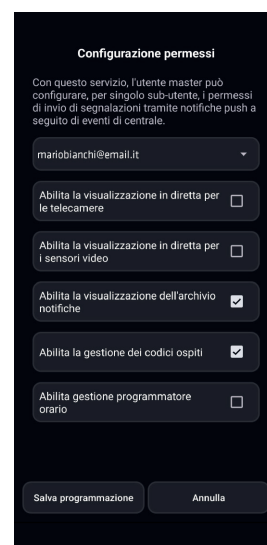 Configurazione permessi
Con questo servizio, l'utente master può
configurare, per singolo sub-utente, i permessi
di invio di segnalazioni tramite notifiche push a
seguito di eventi di centrale.
mariobianchi@email.it
Abilita la visualizzazione in diretta per
le telecamere
Abilita la visualizzazione in diretta per
i sensori video
Abilita la visualizzazione dell'archivio
notifiche
Abilita la gestione dei codici ospiti
Abilita gestione programmatore
orario
Salva programmazione
Annulla